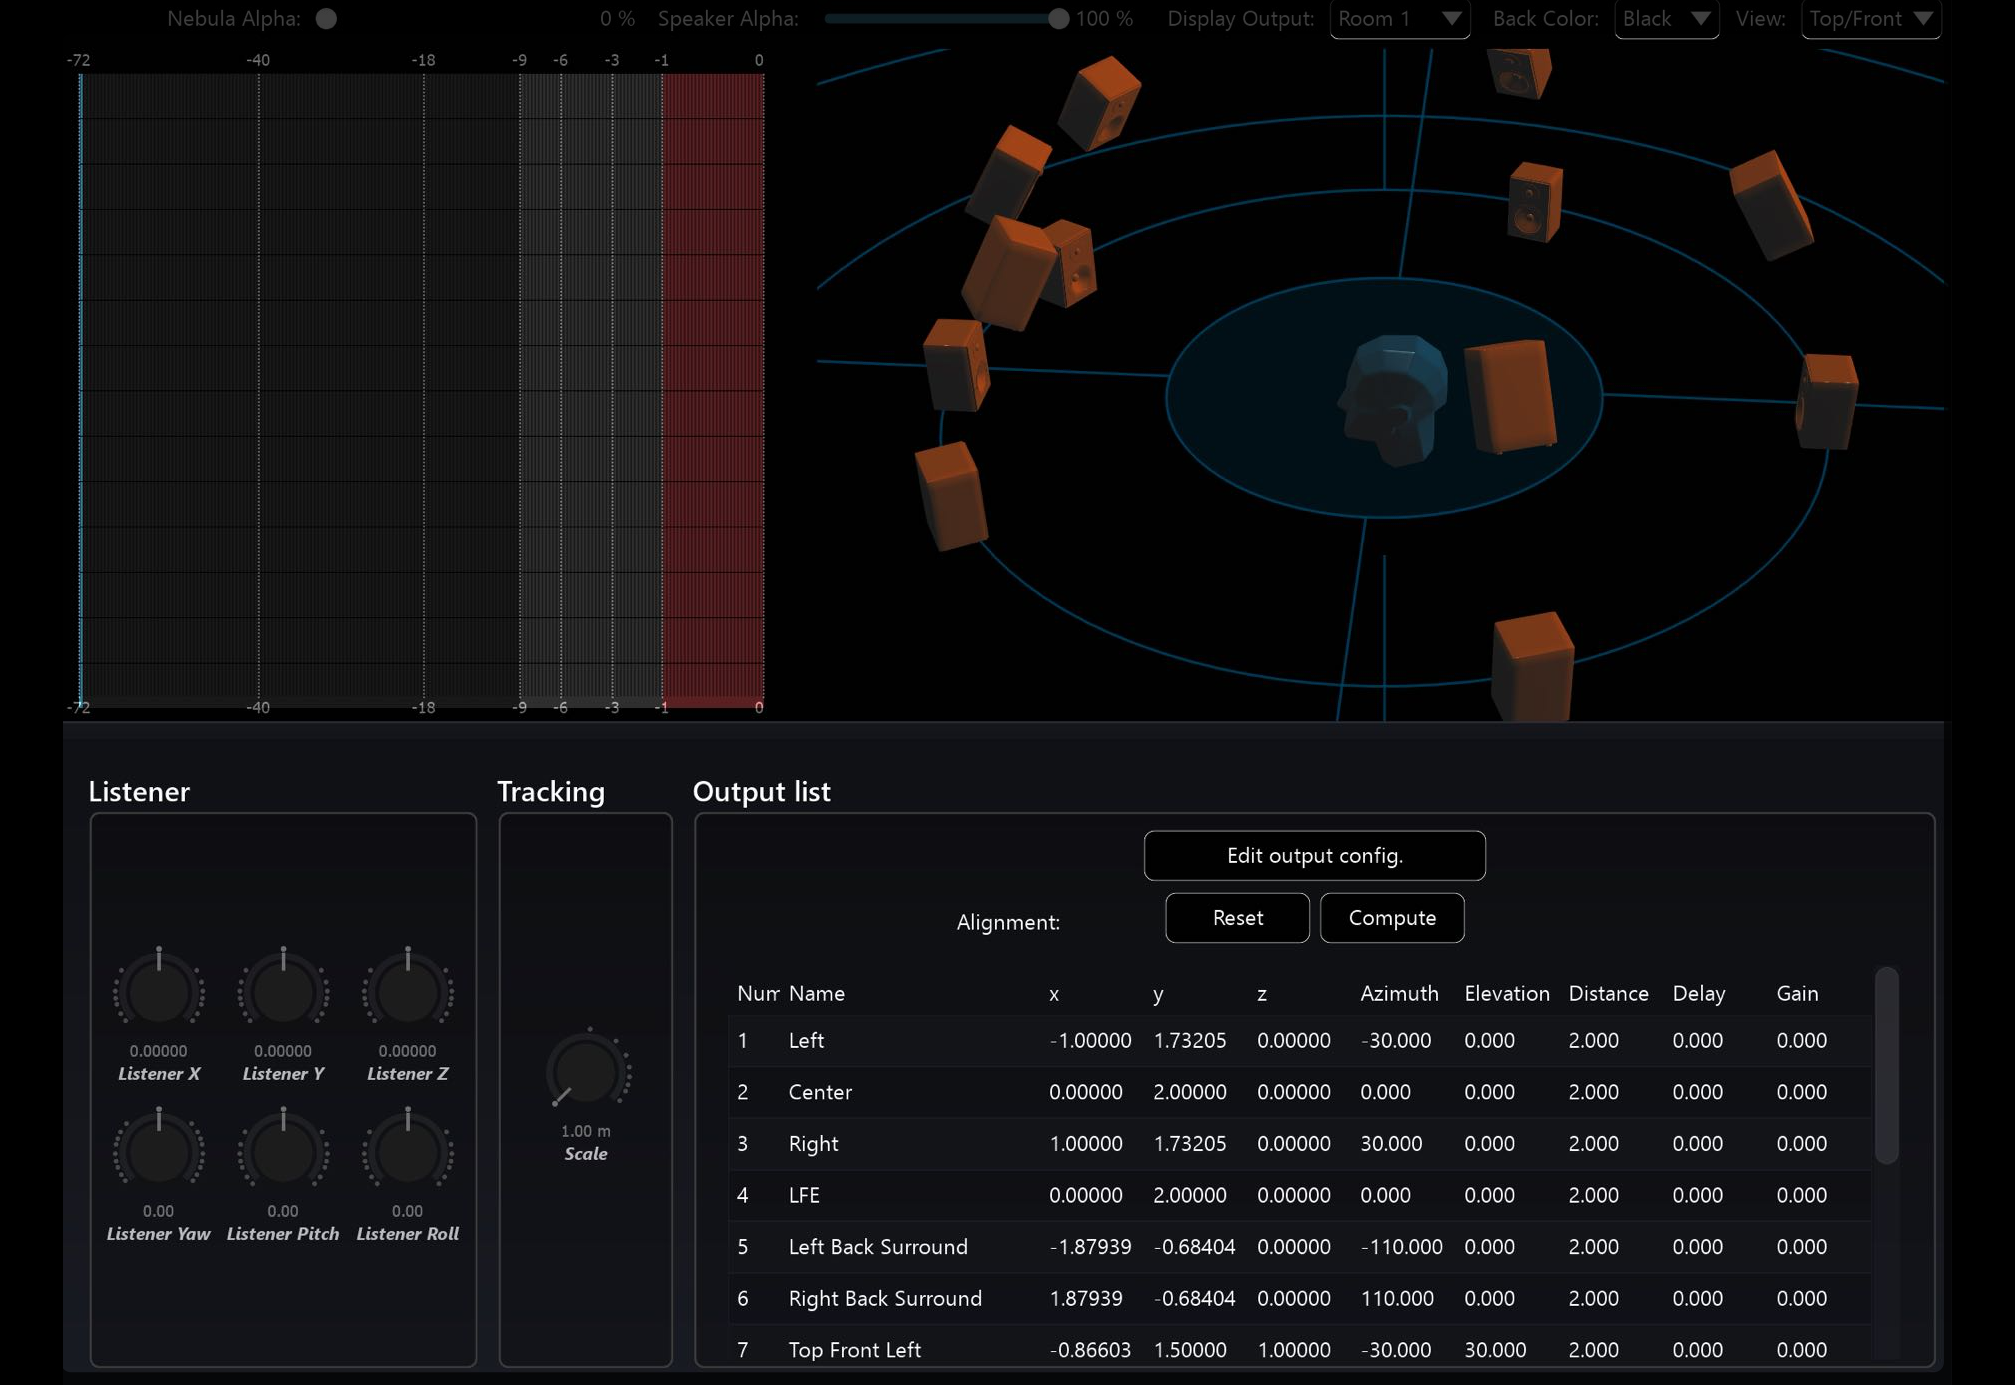 Nebula Alpha: 0 % Speaker Alpha: 100 % Display Output: Room 1 Back Color: Black View: Top/Front
-72 -40 -18 -9 -6 -3 -1 0
-72 -40 -18 -9 -6 -3 -1 0
Listener Tracking Output list
Edit output config.
Alignment: Reset Compute
0.00000 0.00000 0.00000
Listener X Listener Y Listener Z
0.00 0.00 0.00
Listener Yaw Listener Pitch Listener Roll
1.00 m
Scale
Num Name x y z Azimuth Elevation Distance Delay Gain
1 Left -1.00000 1.73205 0.00000 -30.000 0.000 2.000 0.000 0.000
2 Center 0.00000 2.00000 0.00000 0.000 0.000 2.000 0.000 0.000
3 Right 1.00000 1.73205 0.00000 30.000 0.000 2.000 0.000 0.000
4 LFE 0.00000 2.00000 0.00000 0.000 0.000 2.000 0.000 0.000
5 Left Back Surround -1.87939 -0.68404 0.00000 -110.000 0.000 2.000 0.000 0.000
6 Right Back Surround 1.87939 -0.68404 0.00000 110.000 0.000 2.000 0.000 0.000
7 Top Front Left -0.86603 1.50000 1.00000 -30.000 30.000 2.000 0.000 0.000